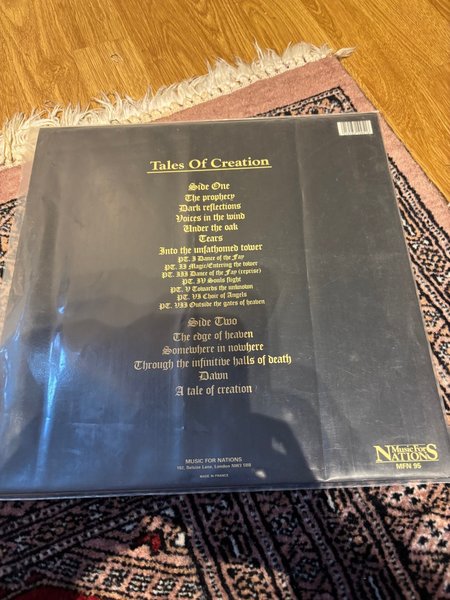 Tales Of Creation
Side One
The prophecy
Dark reflections
Voices in the wind
Under the oak
Tears
Into the unfathomed tower
PT. I Dance of the Fay
PT. II Magic/Entering the tower
PT. III Dance of the Fay (reprise)
PT. IV Souls flight
PT. V Towards the unknown
PT. VI Choir of Angels
PT. VII Outside the gates of heaven
Side Two
The edge of heaven
Somewhere in nowhere
Through the infinitive halls of death
Dawn
A tale of creation
MUSIC FOR NATIONS
London NW1
MADE IN FRANCE
Music For
NATIONS
MFN 95